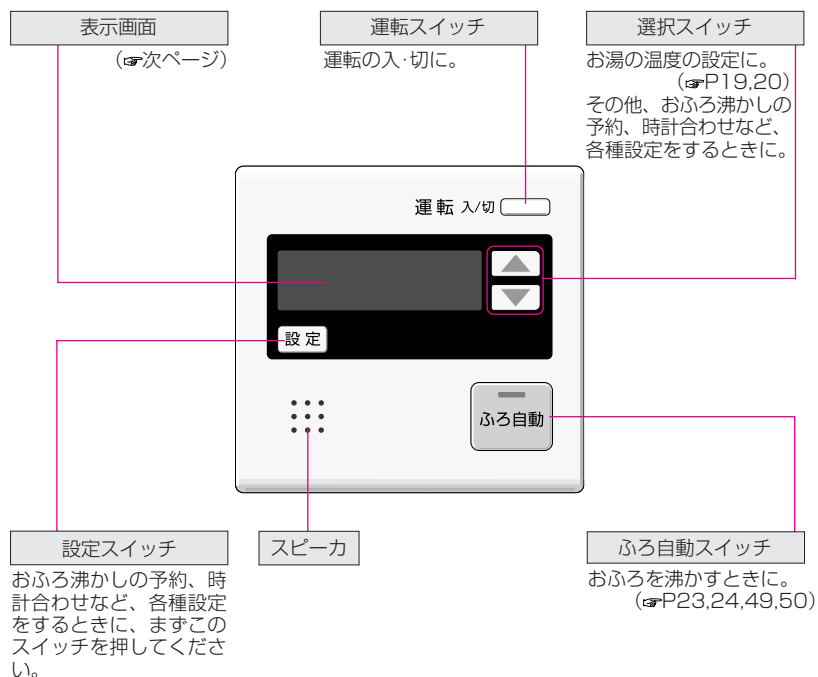 表示画面
(☞次ページ)
運転スイッチ
運転の入・切に。
選択スイッチ
お湯の温度の設定に。
(☞P19,20)
その他、おふろ沸かしの
予約、時計合わせなど、
各種設定をするときに。
運転 入/切
設定
ふろ自動
設定スイッチ
おふろ沸かしの予約、時
計合わせなど、各種設定
をするときに、まずこの
スイッチを押してくださ
い。
スピーカ
ふろ自動スイッチ
おふろを沸かすときに。
(☞P23,24,49,50)